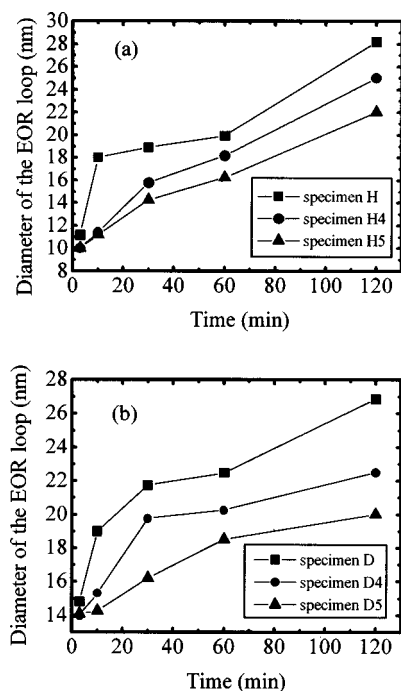 (a)
Diameter of the EOR loop (nm)
30
28
26
24
22
20
18
16
14
12
10
8
specimen H
specimen H4
specimen H5
0 20 40 60 80 100 120
Time (min)
(b)
Diameter of the EOR loop (nm)
28
26
24
22
20
18
16
14
specimen D
specimen D4
specimen D5
0 20 40 60 80 100 120
Time (min)